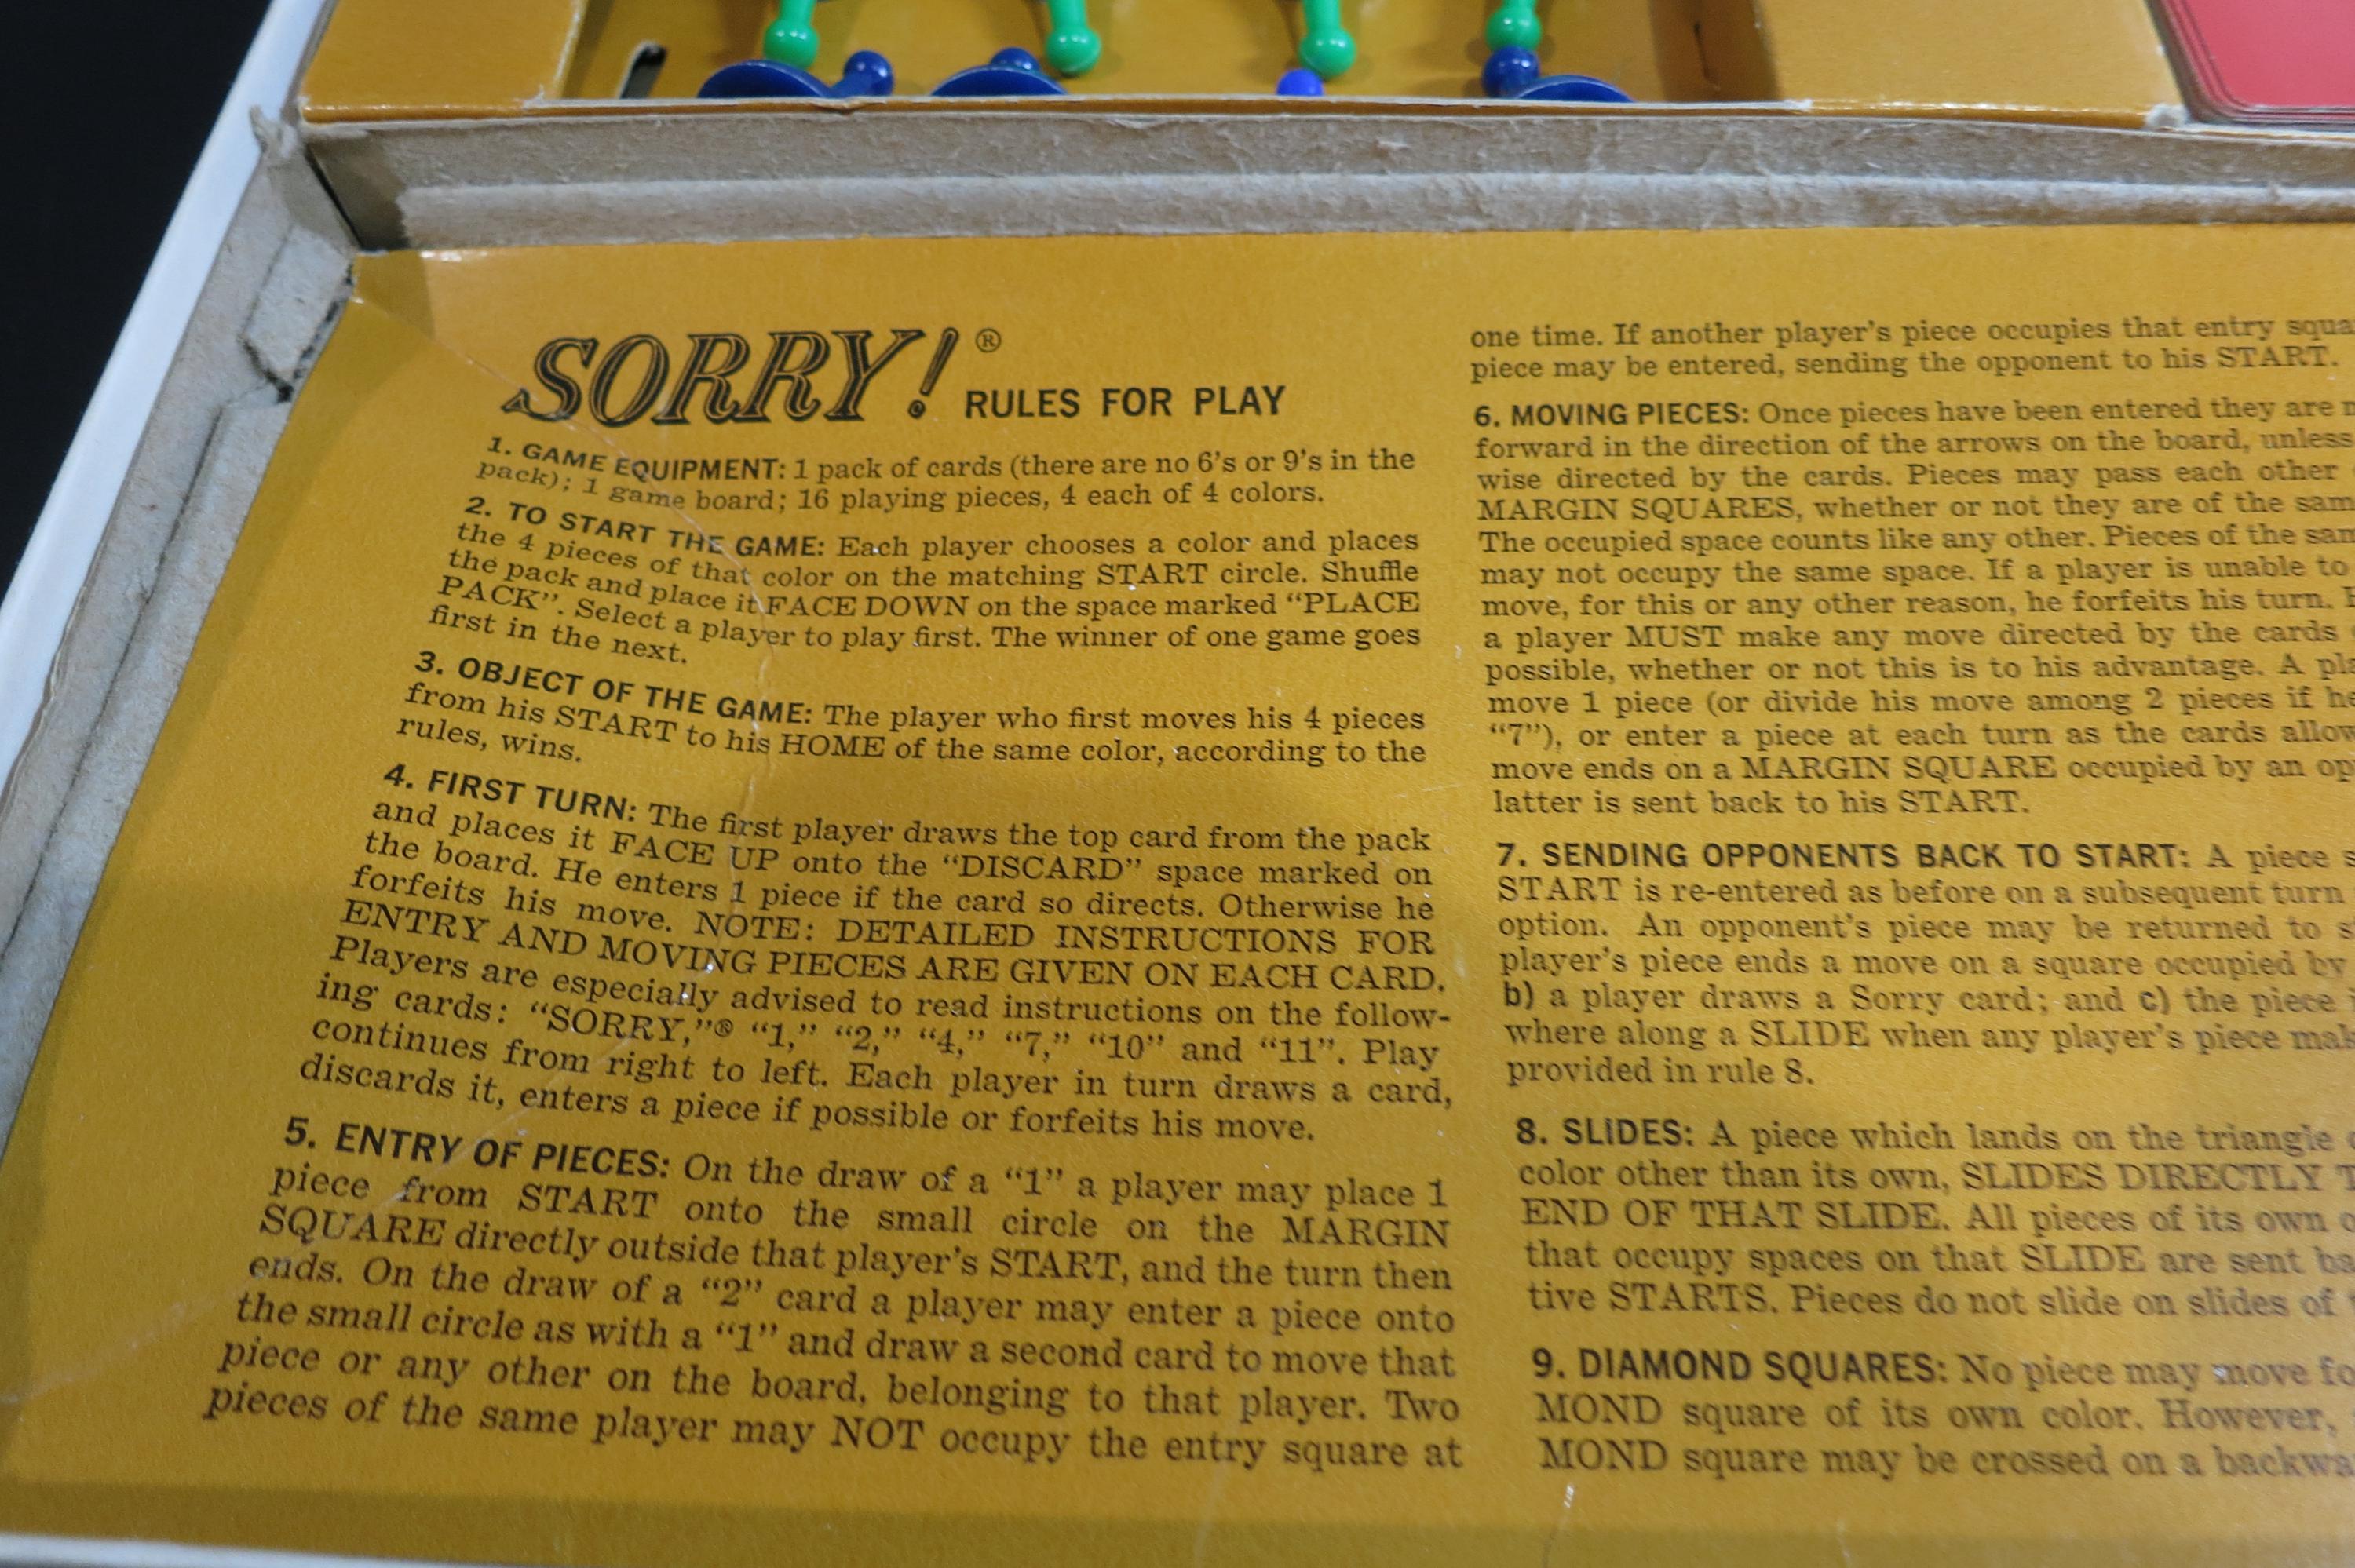 SORRY!® RULES FOR PLAY
1. GAME EQUIPMENT: 1 pack of cards (there are no 6's or 9's in the
pack); 1 game board; 16 playing pieces, 4 each of 4 colors.
2. TO START THE GAME: Each player chooses a color and places
the 4 pieces of that color on the matching START circle. Shuffle
the pack and place it FACE DOWN on the space marked "PLACE
PACK". Select a player to play first. The winner of one game goes
first in the next.
3. OBJECT OF THE GAME: The player who first moves his 4 pieces
from his START to his HOME of the same color, according to the
rules, wins.
4. FIRST TURN: The first player draws the top card from the pack
and places it FACE UP onto the "DISCARD" space marked on
the board. He enters 1 piece if the card so directs. Otherwise he
forfeits his move. NOTE: DETAILED INSTRUCTIONS FOR
ENTRY AND MOVING PIECES ARE GIVEN ON EACH CARD.
Players are especially advised to read instructions on the follow-
ing cards: "SORRY,"® "1," "2," "4," "7," "10" and "11". Play
continues from right to left. Each player in turn draws a card,
discards it, enters a piece if possible or forfeits his move.
5. ENTRY OF PIECES: On the draw of a "1" a player may place 1
piece from START onto the small circle on the MARGIN
SQUARE directly outside that player's START, and the turn then
ends. On the draw of a "2" card a player may enter a piece onto
the small circle as with a "1" and draw a second card to move that
piece or any other on the board, belonging to that player. Two
pieces of the same player may NOT occupy the entry square at
one time. If another player's piece occupies that entry
piece may be entered, sending the opponent to his START.
6. MOVING PIECES: Once pieces have been entered they are
forward in the direction of the arrows on the board, unless
wise directed by the cards. Pieces may pass each other
MARGIN SQUARES, whether or not they are of the
The occupied space counts like any other. Pieces of the
may not occupy the same space. If a player is unable to
move, for this or any other reason, he forfeits his turn.
a player MUST make any move directed by the cards
possible, whether or not this is to his advantage. A
move 1 piece (or divide his move among 2 pieces if
"7"), or enter a piece at each turn as the cards
move ends on a MARGIN SQUARE occupied by an
latter is sent back to his START.
7. SENDING OPPONENTS BACK TO START: A piece
START is re-entered as before on a subsequent turn
option. An opponent's piece may be returned to
player's piece ends a move on a square occupied by
b) a player draws a Sorry card; and c) the piece
where along a SLIDE when any player's piece
provided in rule 8.
8. SLIDES: A piece which lands on the triangle
color other than its own, SLIDES DIRECTLY
END OF THAT SLIDE. All pieces of its own
that occupy spaces on that SLIDE are sent
tive STARTS. Pieces do not slide on slides of
9. DIAMOND SQUARES: No piece may move
MOND square of its own color. However,
MOND square may be crossed on a